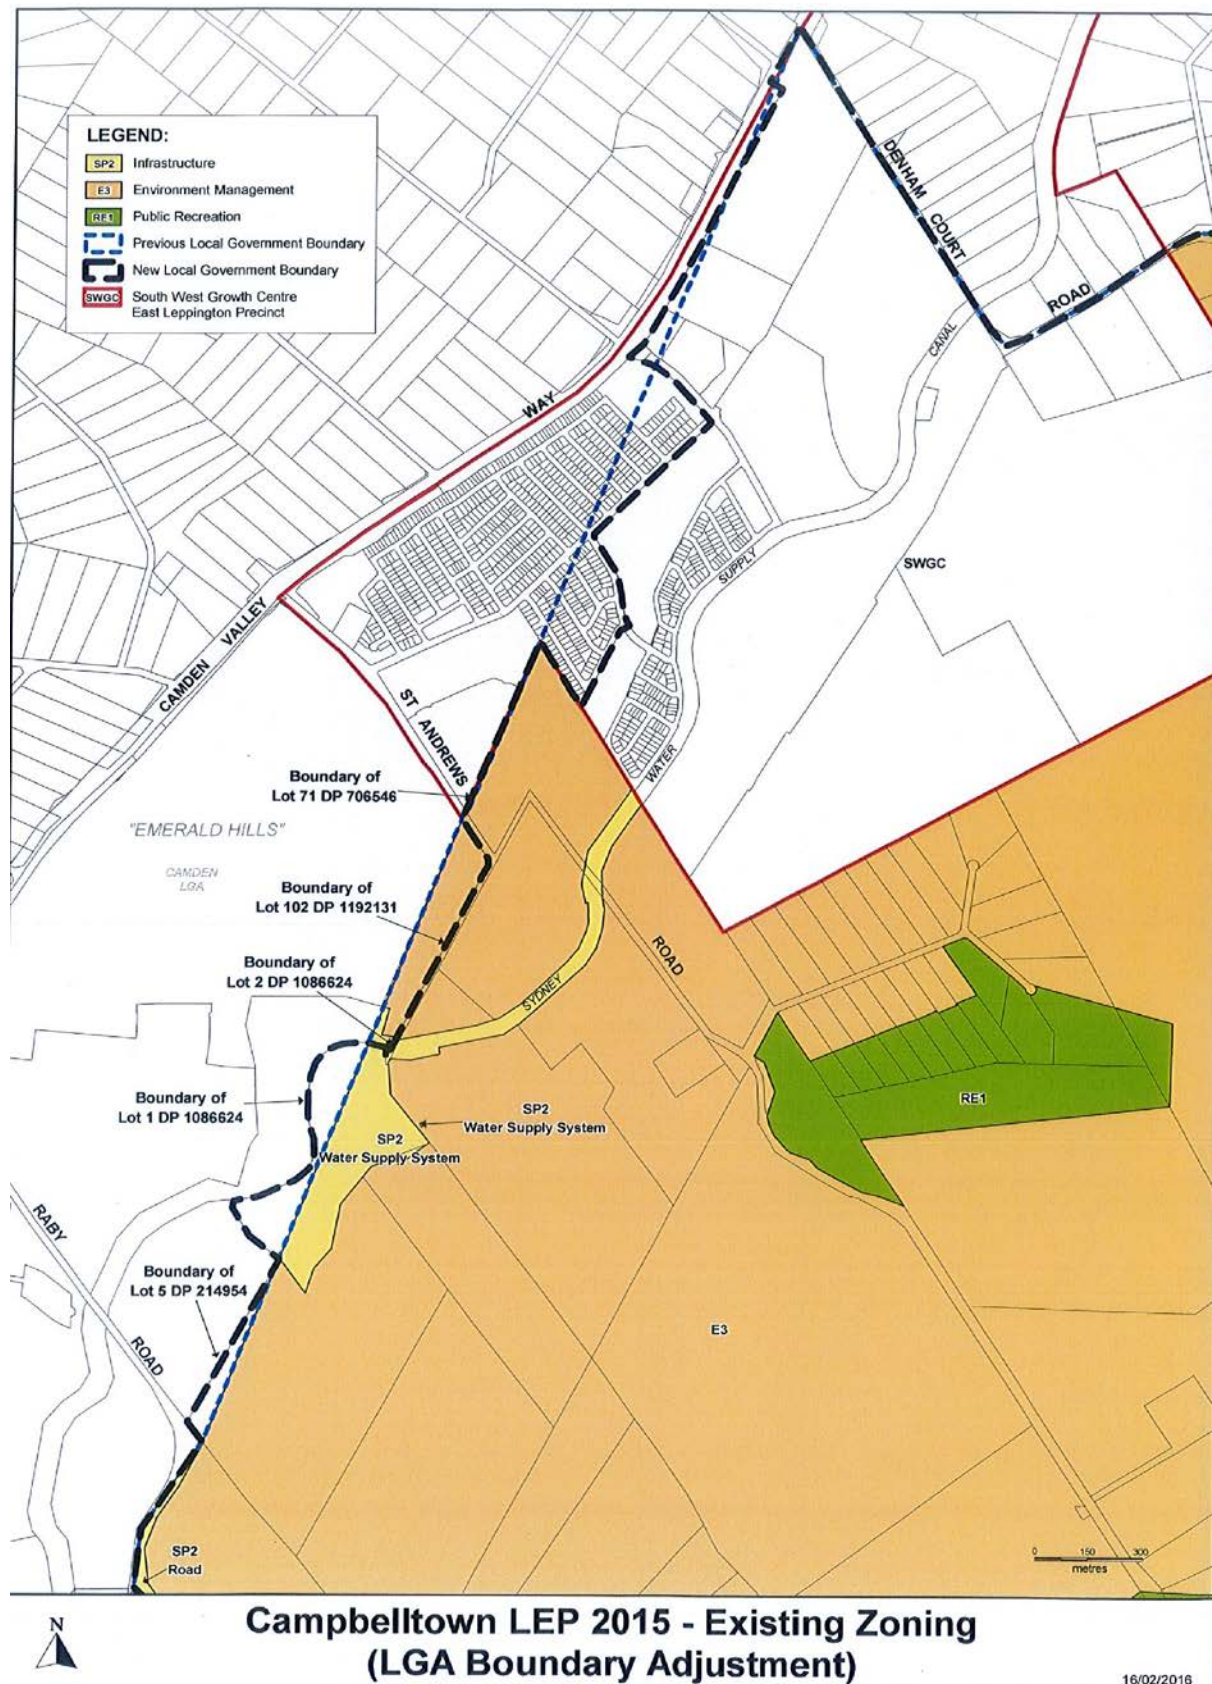 LEGEND:
SP2 Infrastructure
E3 Environment Management
RE1 Public Recreation
Previous Local Government Boundary
New Local Government Boundary
SWGC South West Growth Centre
East Leppington Precinct
DENHAM
COURT
ROAD
CANAL
WAY
SUPPLY
SWGC
VALLEY
CAMDEN
ST ANDREWS
WATER
Boundary of
Lot 71 DP 706546
"EMERALD HILLS"
CAMDEN
LGA
Boundary of
Lot 102 DP 1192131
ROAD
Boundary of
Lot 2 DP 1086624
SYDNEY
Boundary of
Lot 1 DP 1086624
SP2
Water Supply System
RE1
SP2
Water Supply System
RABY
Boundary of
Lot 5 DP 214954
E3
ROAD
SP2
Road
0 150 300
metres
N
Campbelltown LEP 2015 - Existing Zoning
(LGA Boundary Adjustment)
16/02/2016